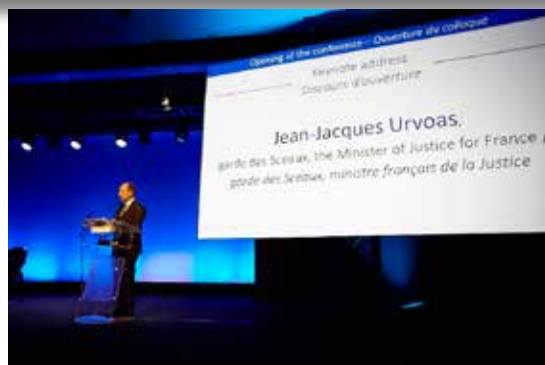 Opening of the conference - Ouverture du colloque
Keynote address
Discours d'ouverture
Jean-Jacques Urvoas,
garde des Sceaux, the Minister of Justice for France
garde des Sceaux, ministre français de la Justice